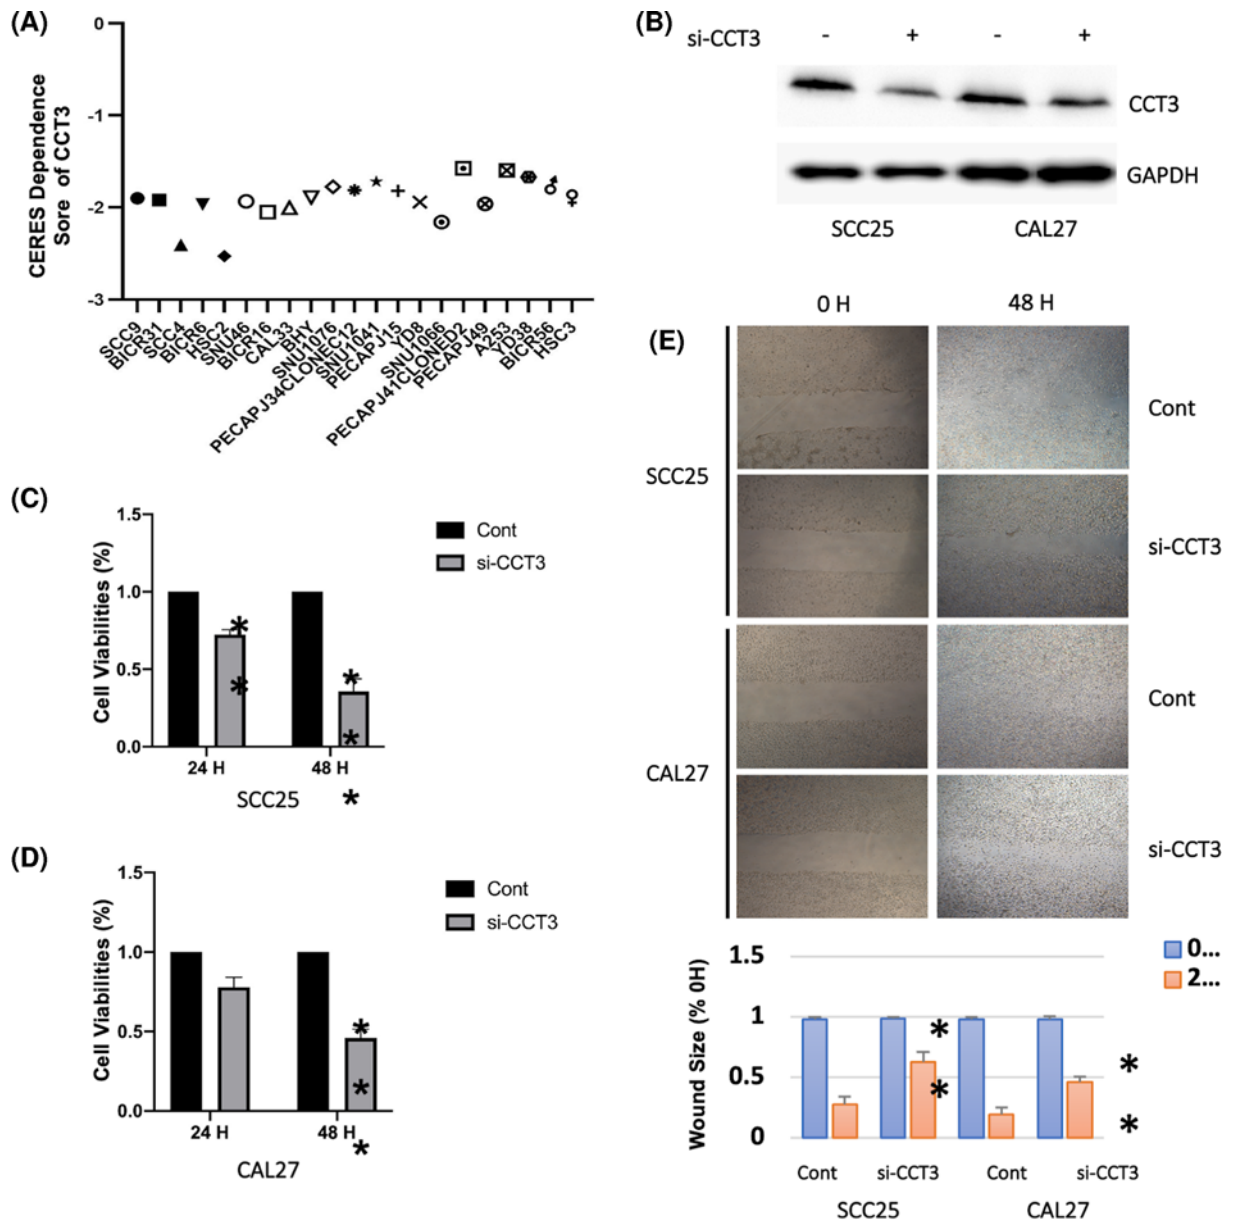 (A)
0
-1
-2
-3
CERES Dependence
Sore of CCT3
SCC9
BICR31
SCC4
BICR6
HSC2
SNU46
BICR16
CAL33
BHY
SNU1076
PECAPJ34CLONEC12
SNU1041
PECAPJ15
YD8
SNU1066
PECAPJ41CLONED2
PECAPJ49
A253
YD38
BICR56
HSC3
(B)
si-CCT3 - + - +
CCT3
GAPDH
SCC25 CAL27
(C)
1.5
1.0
0.5
0.0
Cell Viabilities (%)
Cont
si-CCT3
*
*
*
*
*
24 H 48 H
SCC25
(D)
1.5
1.0
0.5
0.0
Cell Viabilities (%)
Cont
si-CCT3
*
*
*
24 H 48 H
CAL27
(E)
0 H 48 H
SCC25
Cont
si-CCT3
CAL27
Cont
si-CCT3
1.5
1
0.5
0
Wound Size (% 0H)
0...
2...
*
*
*
*
Cont si-CCT3 Cont si-CCT3
SCC25 CAL27